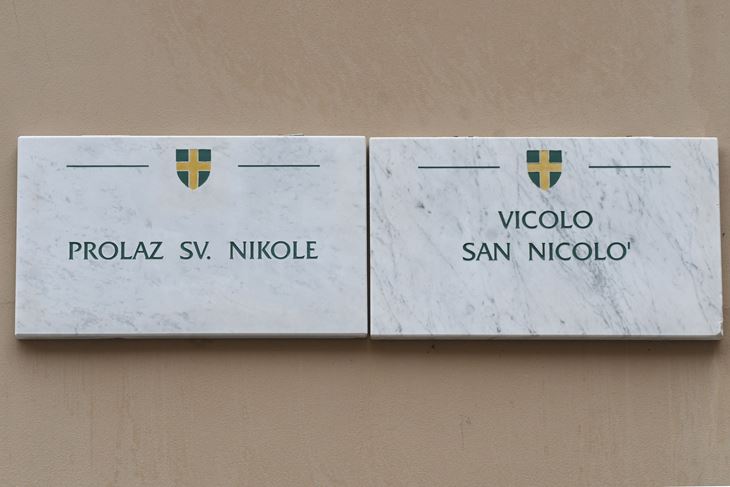 PROLAZ SV. NIKOLE
VICOLO
SAN NICOLO'